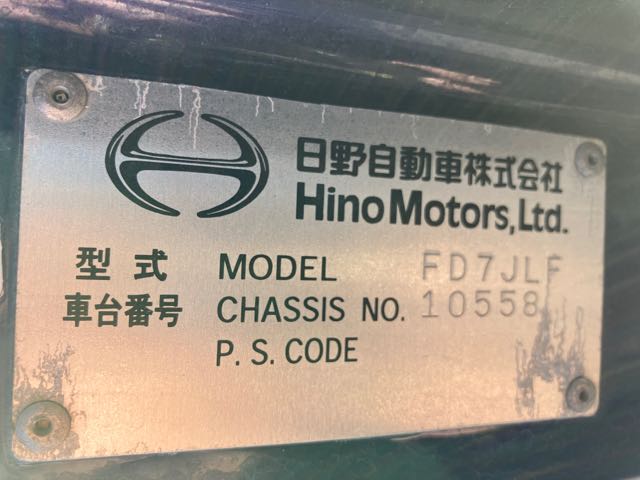 日野自動車株式会社
Hino Motors, Ltd.
型式 MODEL FD7JLF
車台番号 CHASSIS NO. 10558
P. S. CODE